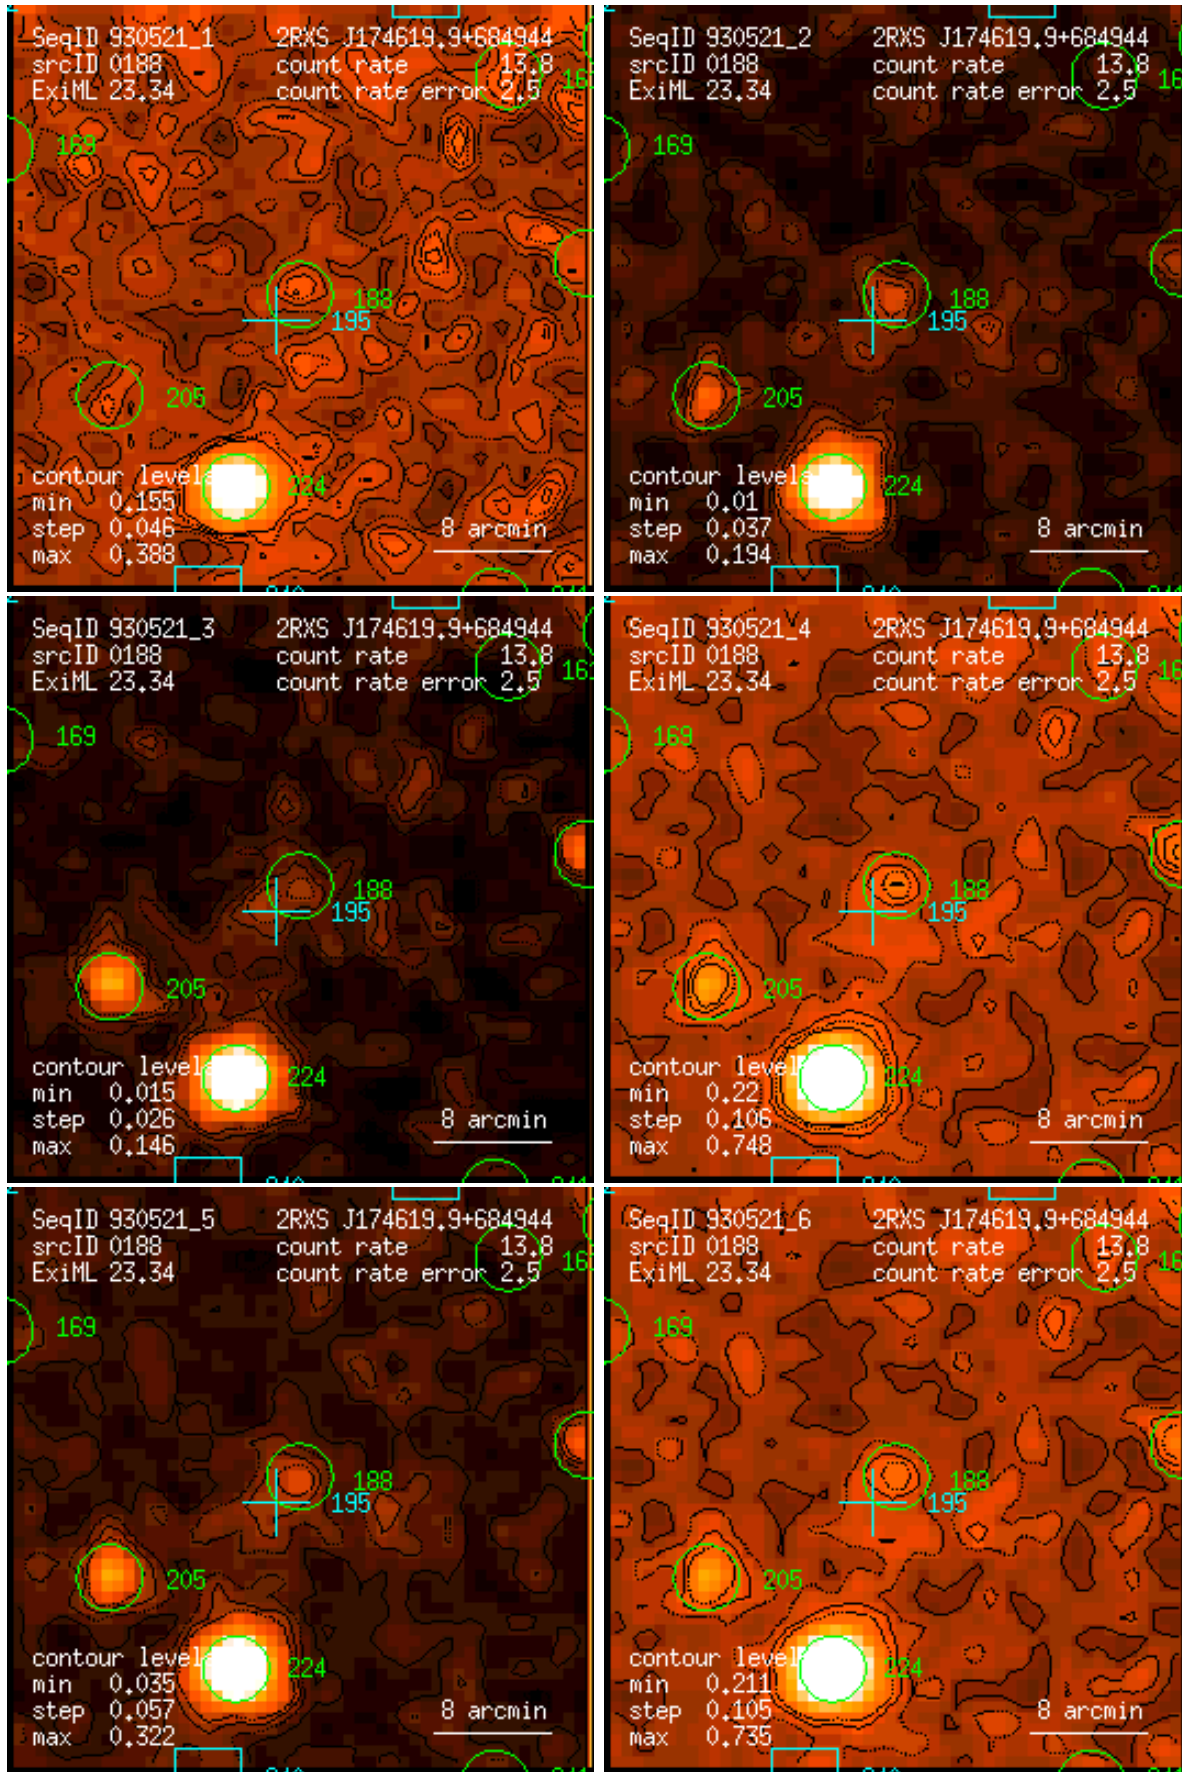 SeqID 930521_1 2RXS J174619.9+684944
srcID 0188 count rate 13.8
ExiML 23.34 count rate error 2.5
169
188
195
205
contour levels 224
min 0.155
step 0.046 8 arcmin
max 0.388
SeqID 930521_2 2RXS J174619.9+684944
srcID 0188 count rate 13.8
ExiML 23.34 count rate error 2.5
169
188
195
205
contour levels 224
min 0.01
step 0.037 8 arcmin
max 0.194
SeqID 930521_3 2RXS J174619.9+684944
srcID 0188 count rate 13.8
ExiML 23.34 count rate error 2.5
169
188
195
205
contour levels 224
min 0.015
step 0.026 8 arcmin
max 0.146
SeqID 930521_4 2RXS J174619.9+684944
srcID 0188 count rate 13.8
ExiML 23.34 count rate error 2.5
169
188
195
205
contour levels 224
min 0.22
step 0.106 8 arcmin
max 0.748
SeqID 930521_5 2RXS J174619.9+684944
srcID 0188 count rate 13.8
ExiML 23.34 count rate error 2.5
169
188
195
205
contour levels 224
min 0.035
step 0.057 8 arcmin
max 0.322
SeqID 930521_6 2RXS J174619.9+684944
srcID 0188 count rate 13.8
ExiML 23.34 count rate error 2.5
169
188
195
205
contour levels 224
min 0.211
step 0.105 8 arcmin
max 0.735